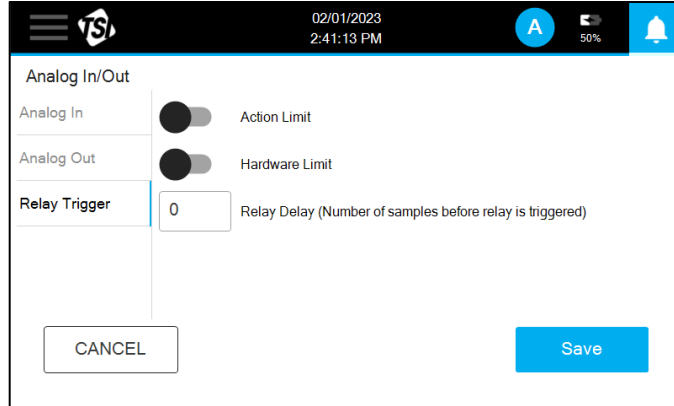 TSI
02/01/2023
2:41:13 PM
A
50%
Analog In/Out
Analog In
Action Limit
Analog Out
Hardware Limit
Relay Trigger
0
Relay Delay (Number of samples before relay is triggered)
CANCEL
Save